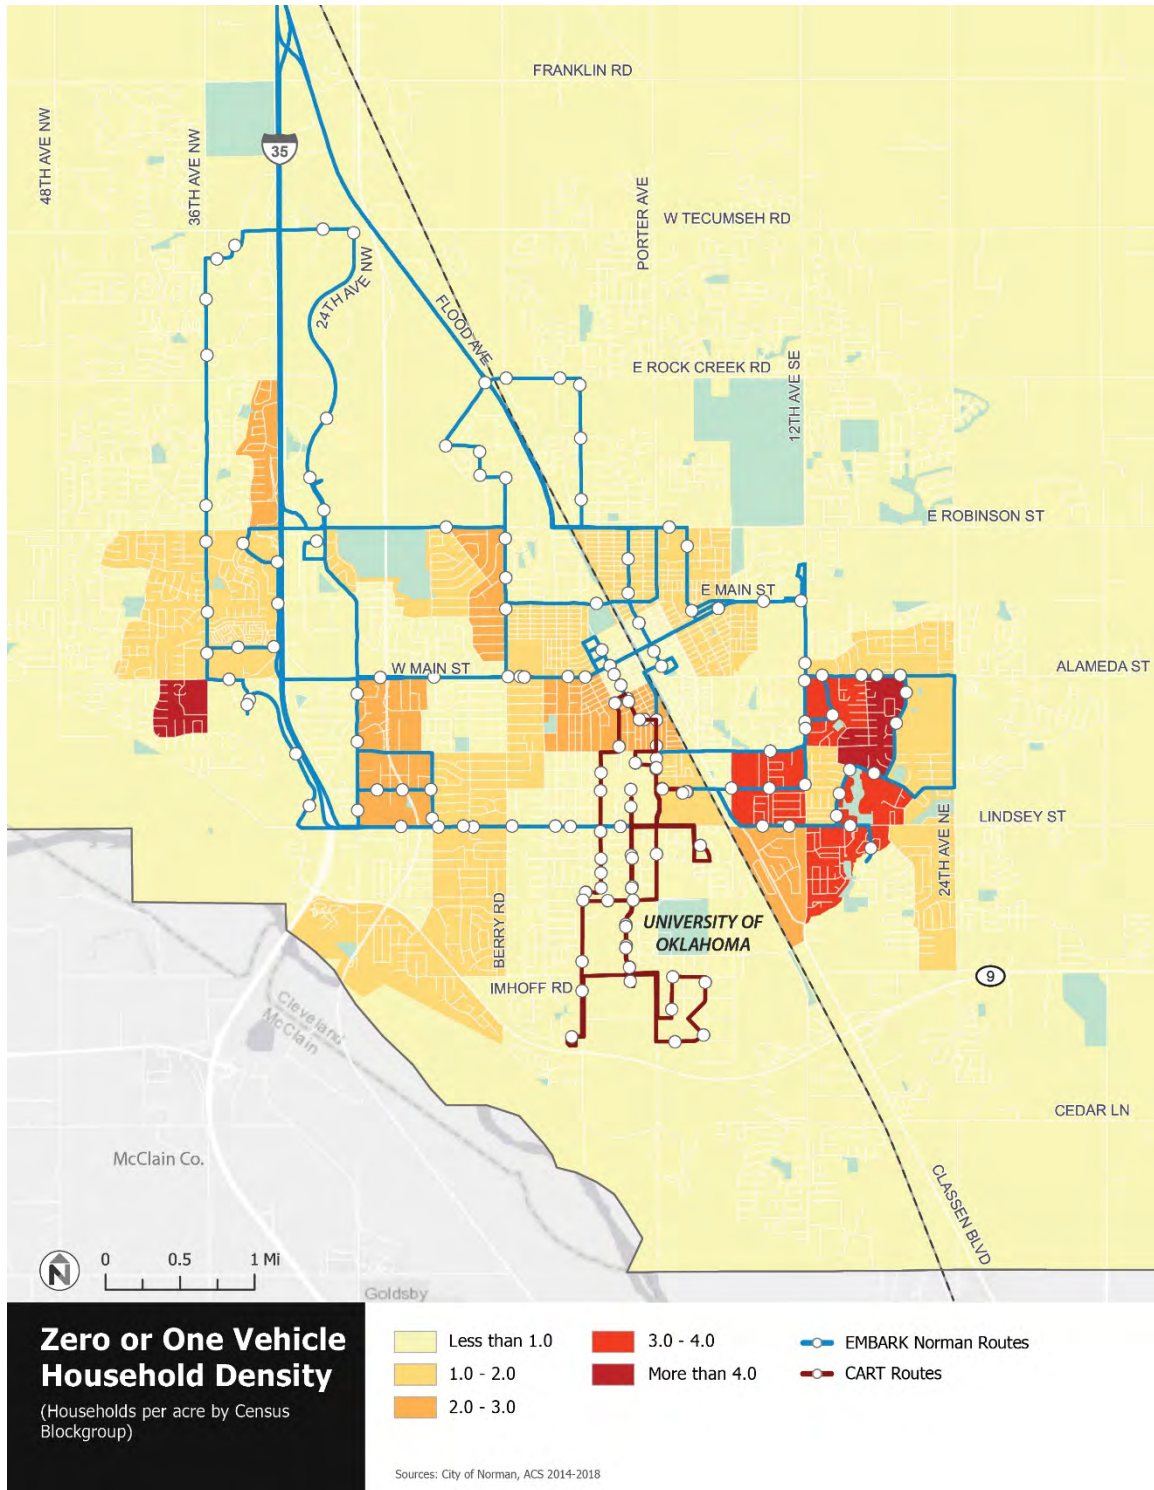 FRANKLIN RD
48TH AVE NW
36TH AVE NW
35
PORTER AVE
W TECUMSEH RD
24TH AVE NW
FLOOD AVE
E ROCK CREEK RD
12TH AVE SE
E ROBINSON ST
E MAIN ST
W MAIN ST
ALAMEDA ST
LINDSEY ST
24TH AVE NE
BERRY RD
UNIVERSITY OF
OKLAHOMA
IMHOFF RD
9
Cleveland
McClain
CEDAR LN
McClain Co.
CLASSEN BLVD
N
0 0.5 1 Mi
Goldsby
Zero or One Vehicle
Household Density
(Households per acre by Census
Blockgroup)
Less than 1.0
1.0 - 2.0
2.0 - 3.0
3.0 - 4.0
More than 4.0
EMBARK Norman Routes
CART Routes
Sources: City of Norman, ACS 2014-2018